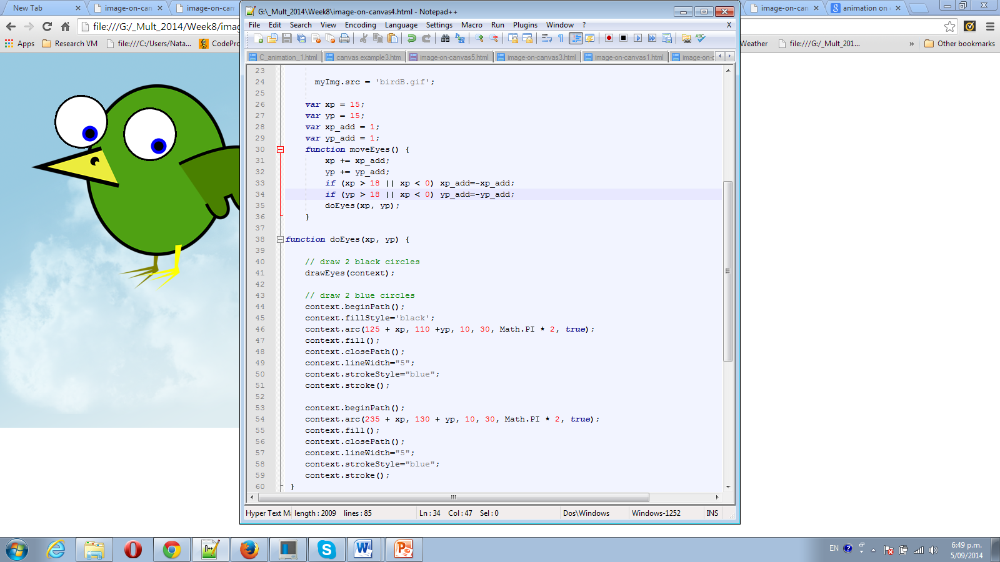 New Tab
image-on-can
image-on-can
G:\_Mult_2014\Week8\image-on-canvas4.html - Notepad++
image-on-can
animation on
file:///G:/_Mult_2014/Week8/imag
File Edit Search View Encoding Language Settings Macro Run Plugins Window ?
X
Apps
Research VM
file:///C:/Users/Nata...
CodePro
Weather
file:///G:/_Mult_201...
»
Other bookmarks
C_animation_1.html
canvas example3.htm
image-on-canvas5.html
image-on-canvas3.html
image-on-canvas1.html
image-on-c
23
24 myImg.src = 'birdB.gif';
25
26 var xp = 15;
27 var yp = 15;
28 var xp_add = 1;
29 var yp_add = 1;
30 function moveEyes() {
31 xp += xp_add;
32 yp += yp_add;
33 if (xp > 18 || xp < 0) xp_add=-xp_add;
34 if (yp > 18 || xp < 0) yp_add=-yp_add;
35 doEyes(xp, yp);
36 }
37
38 function doEyes(xp, yp) {
39
40 // draw 2 black circles
41 drawEyes(context);
42
43 // draw 2 blue circles
44 context.beginPath();
45 context.fillStyle='black';
46 context.arc(125 + xp, 110 +yp, 10, 30, Math.PI * 2, true);
47 context.fill();
48 context.closePath();
49 context.lineWidth="5";
50 context.strokeStyle="blue";
51 context.stroke();
52
53 context.beginPath();
54 context.arc(235 + xp, 130 + yp, 10, 30, Math.PI * 2, true);
55 context.fill();
56 context.closePath();
57 context.lineWidth="5";
58 context.strokeStyle="blue";
59 context.stroke();
60 }
Hyper Text Ma length : 2009 lines : 85 Ln : 34 Col : 47 Sel : 0 Dos\Windows Windows-1252 INS
EN
6:49 p.m.
5/09/2014